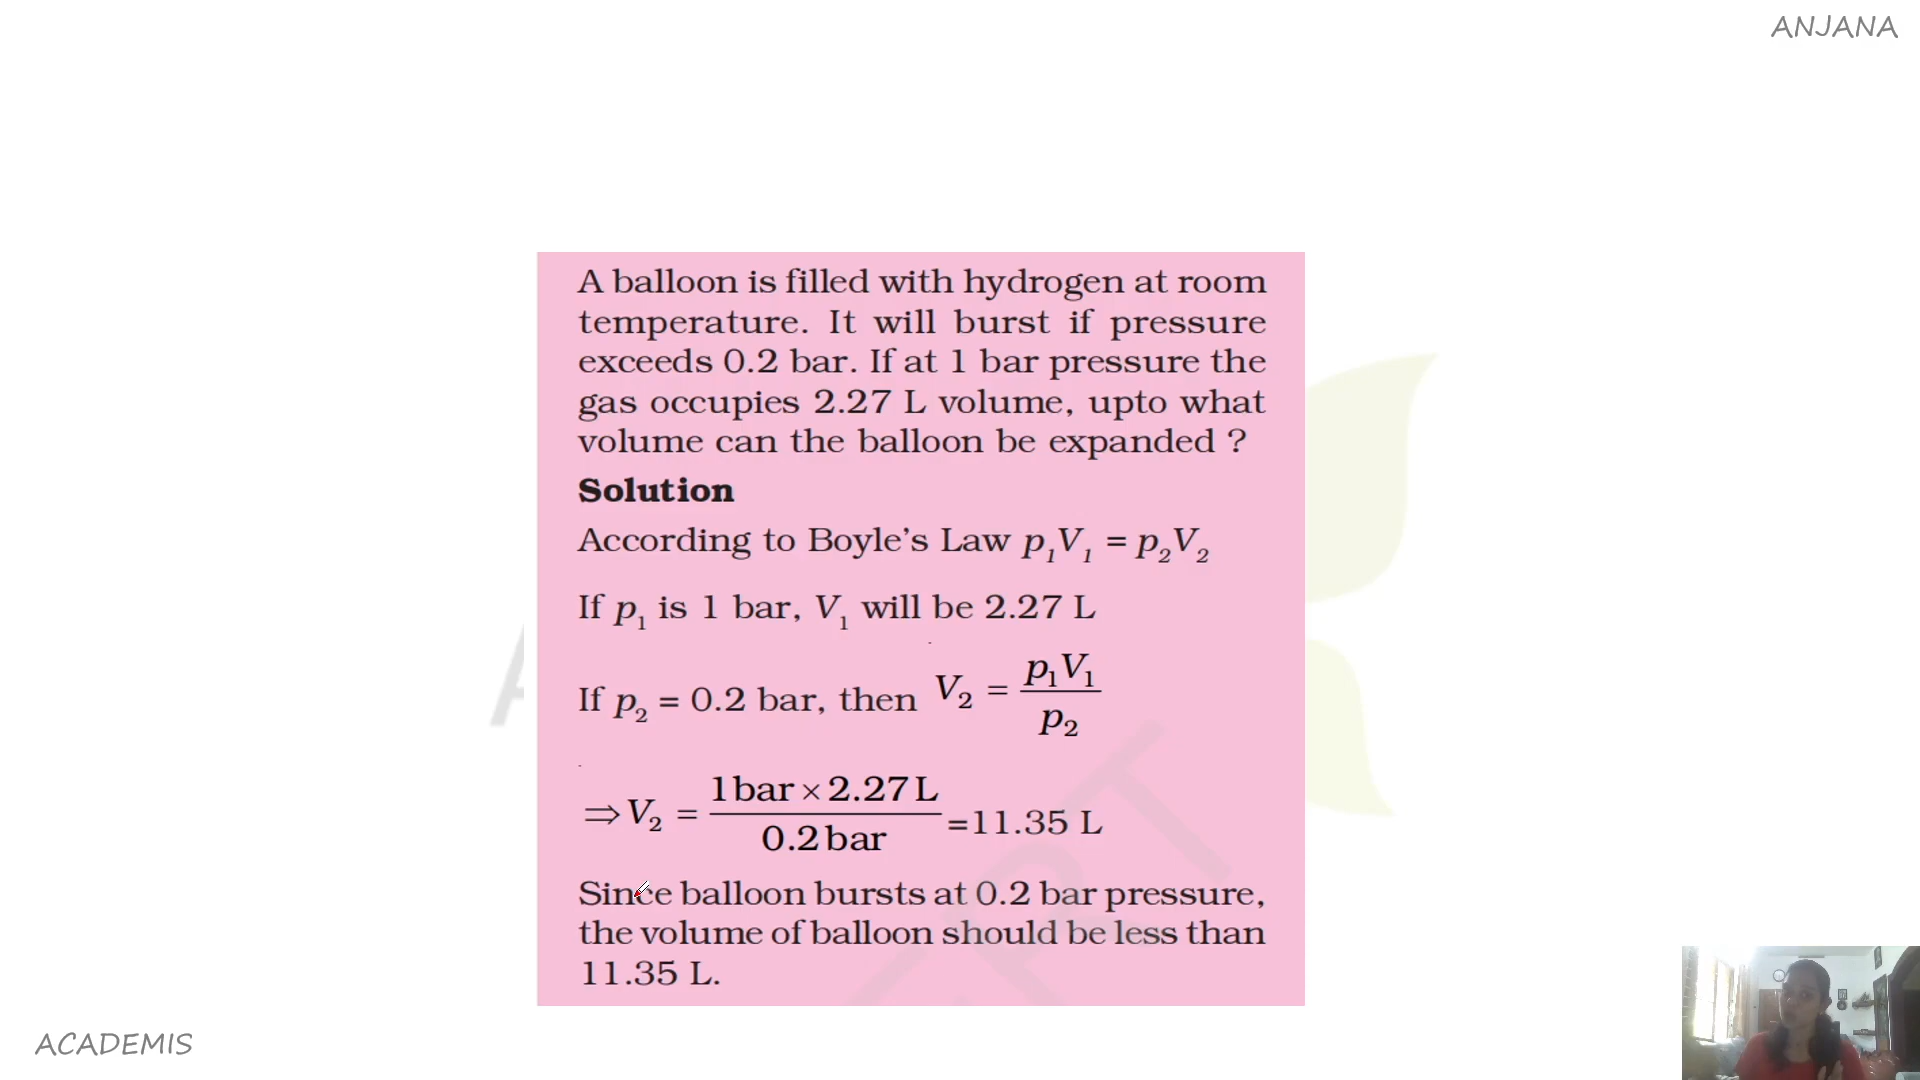 ANJANA
A balloon is filled with hydrogen at room
temperature. It will burst if pressure
exceeds 0.2 bar. If at 1 bar pressure the
gas occupies 2.27 L volume, upto what
volume can the balloon be expanded ?
Solution
According to Boyle’s Law p₁V₁ = p₂V₂
If p₁ is 1 bar, V₁ will be 2.27 L
If p₂ = 0.2 bar, then V₂ = p₁V₁ / p₂
⇒ V₂ = 1 bar × 2.27 L / 0.2 bar =11.35 L
Since balloon bursts at 0.2 bar pressure,
the volume of balloon should be less than
11.35 L.
ACADEMIS